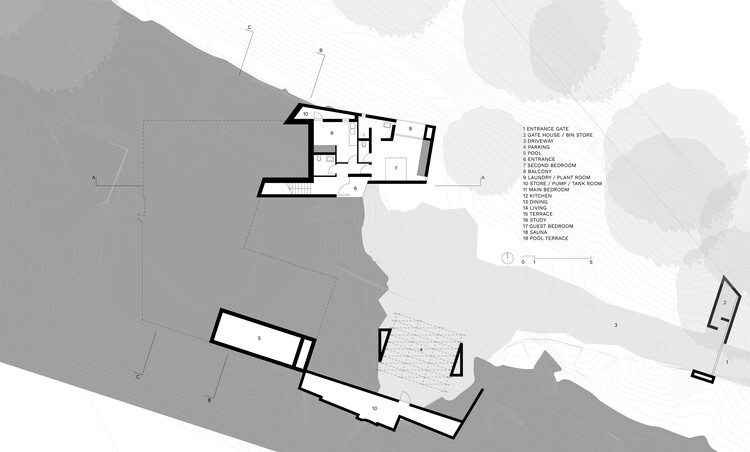 C
B
10
9
8
7
A
A
6
1 ENTRANCE GATE
2 GATE HOUSE / BIN STORE
3 DRIVEWAY
4 PARKING
5 POOL
6 ENTRANCE
7 SECOND BEDROOM
8 BALCONY
9 LAUNDRY / PLANT ROOM
10 STORE / PUMP / TANK ROOM
11 MAIN BEDROOM
12 KITCHEN
13 DINING
14 LIVING
15 TERRACE
16 STUDY
17 GUEST BEDROOM
18 SAUNA
19 POOL TERRACE
0 1 5
2
3
5
4
1
C
B
10